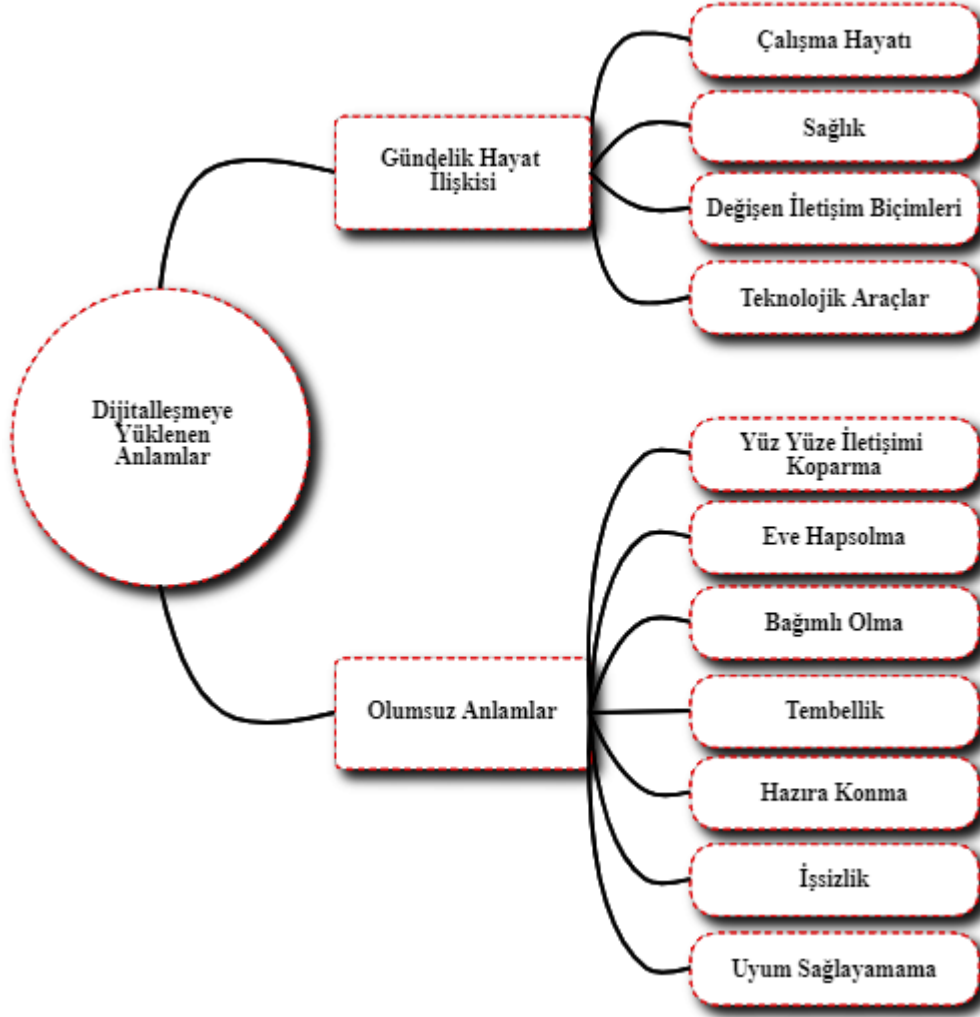 Çalışma Hayatı
Sağlık
Gündelik Hayat
İlişkisi
Değişen İletişim Biçimleri
Teknolojik Araçlar
Dijitalleşmeye
Yüklenen
Anlamlar
Yüz Yüze İletişimi
Koparma
Eve Hapsolma
Bağımlı Olma
Olumsuz Anlamlar
Tembellik
Hazıra Konma
İşsizlik
Uyum Sağlayamama